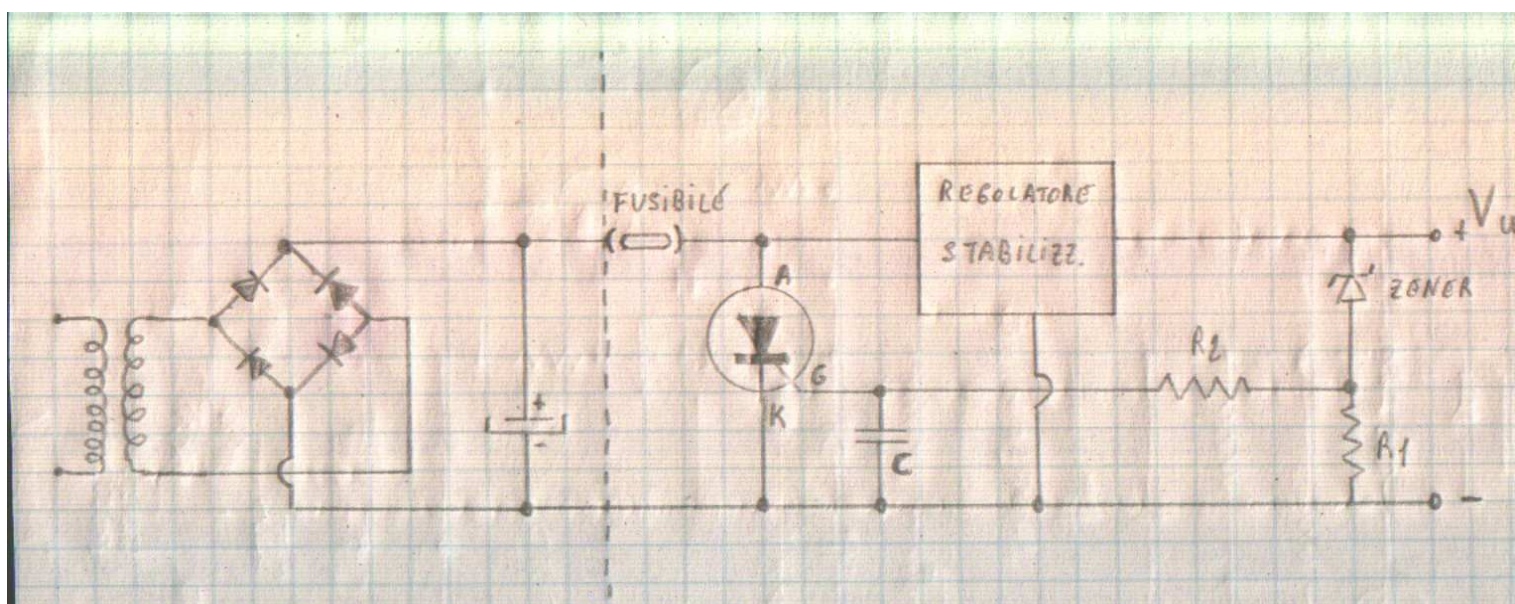 FUSIBILE
REGOLATORE
STABILIZZ.
+ Vu
A
ZENER
R2
G
+
-
K
C
R1
-